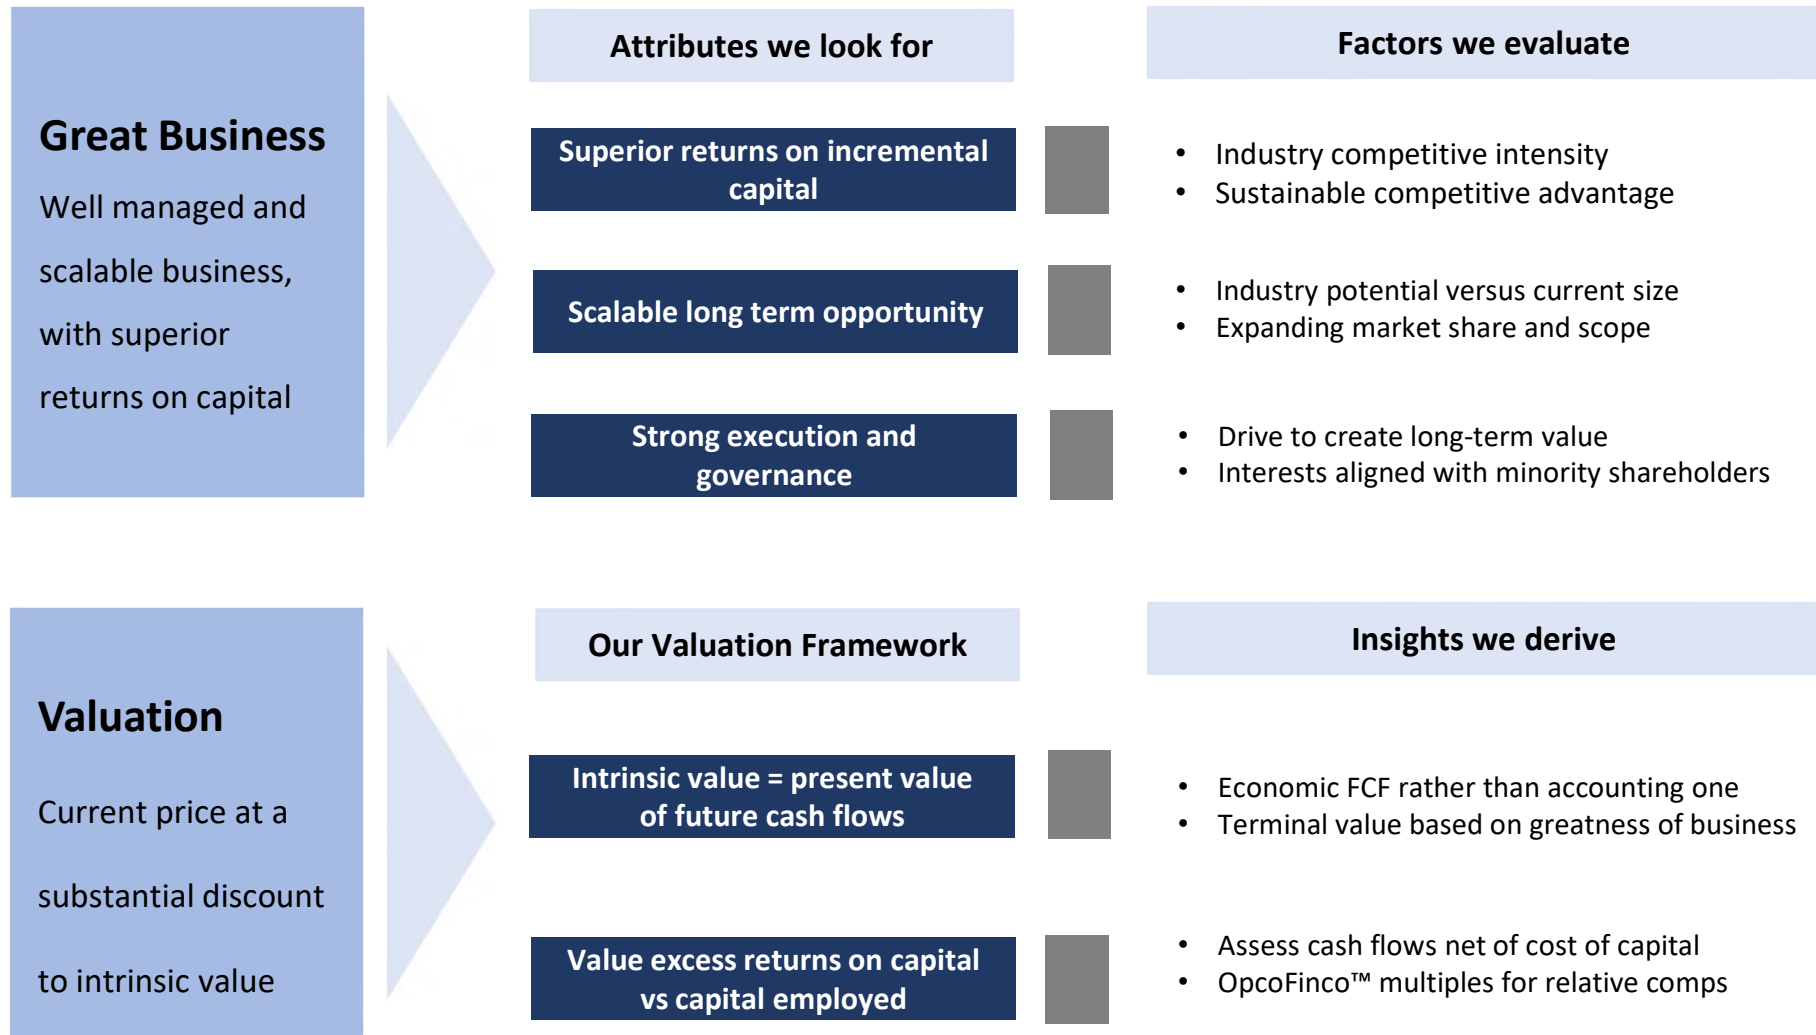 Great Business
Well managed and
scalable business,
with superior
returns on capital
Attributes we look for
Factors we evaluate
Superior returns on incremental
capital
• Industry competitive intensity
• Sustainable competitive advantage
Scalable long term opportunity
• Industry potential versus current size
• Expanding market share and scope
Strong execution and
governance
• Drive to create long-term value
• Interests aligned with minority shareholders
Valuation
Current price at a
substantial discount
to intrinsic value
Our Valuation Framework
Insights we derive
Intrinsic value = present value
of future cash flows
• Economic FCF rather than accounting one
• Terminal value based on greatness of business
Value excess returns on capital
vs capital employed
• Assess cash flows net of cost of capital
• OpcoFinco™ multiples for relative comps